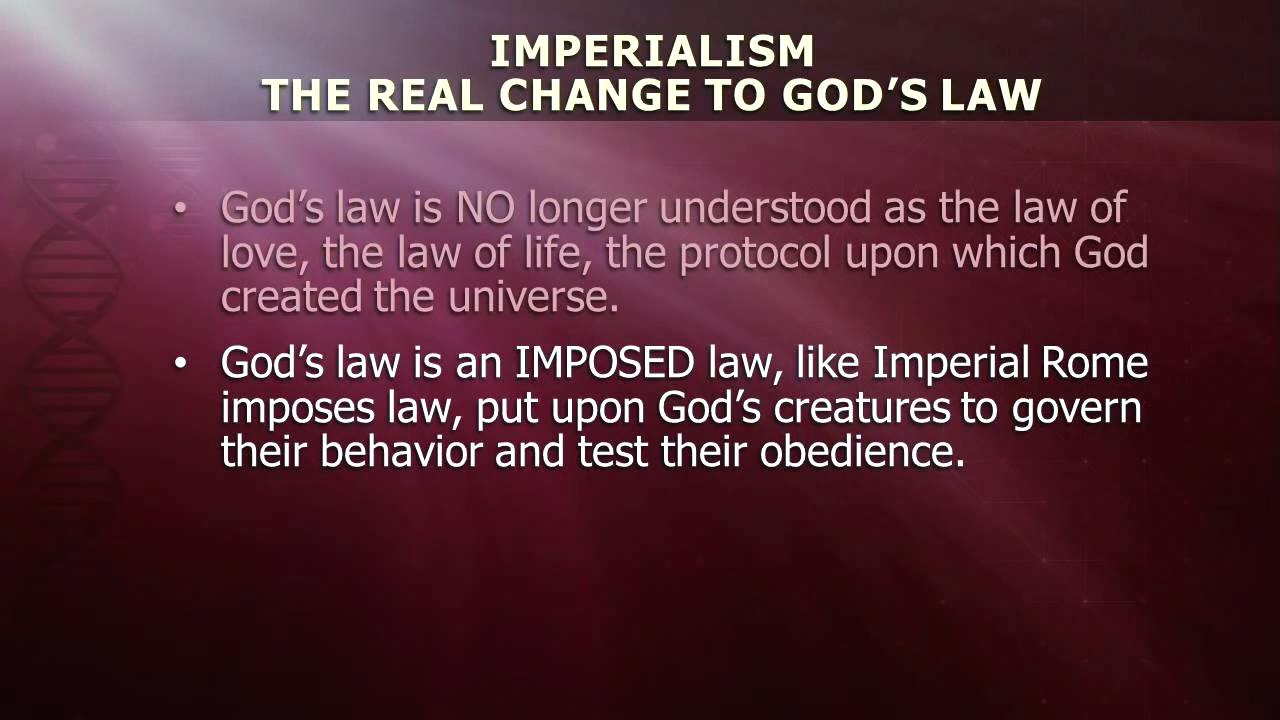 IMPERIALISM
THE REAL CHANGE TO GOD’S LAW
• God’s law is NO longer understood as the law of
love, the law of life, the protocol upon which God
created the universe.
• God’s law is an IMPOSED law, like Imperial Rome
imposes law, put upon God’s creatures to govern
their behavior and test their obedience.